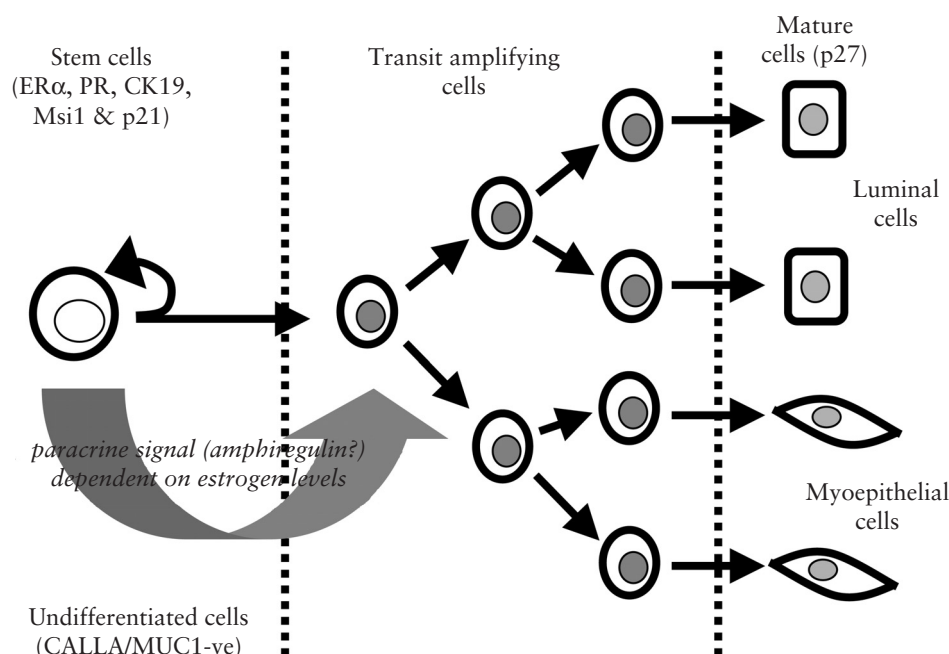 Stem cells
(ERα, PR, CK19,
Msi1 & p21)
Transit amplifying
cells
Mature
cells (p27)
Luminal
cells
paracrine signal (amphiregulin?)
dependent on estrogen levels
Myoepithelial
cells
Undifferentiated cells
(CALLA/MUC1-ve)